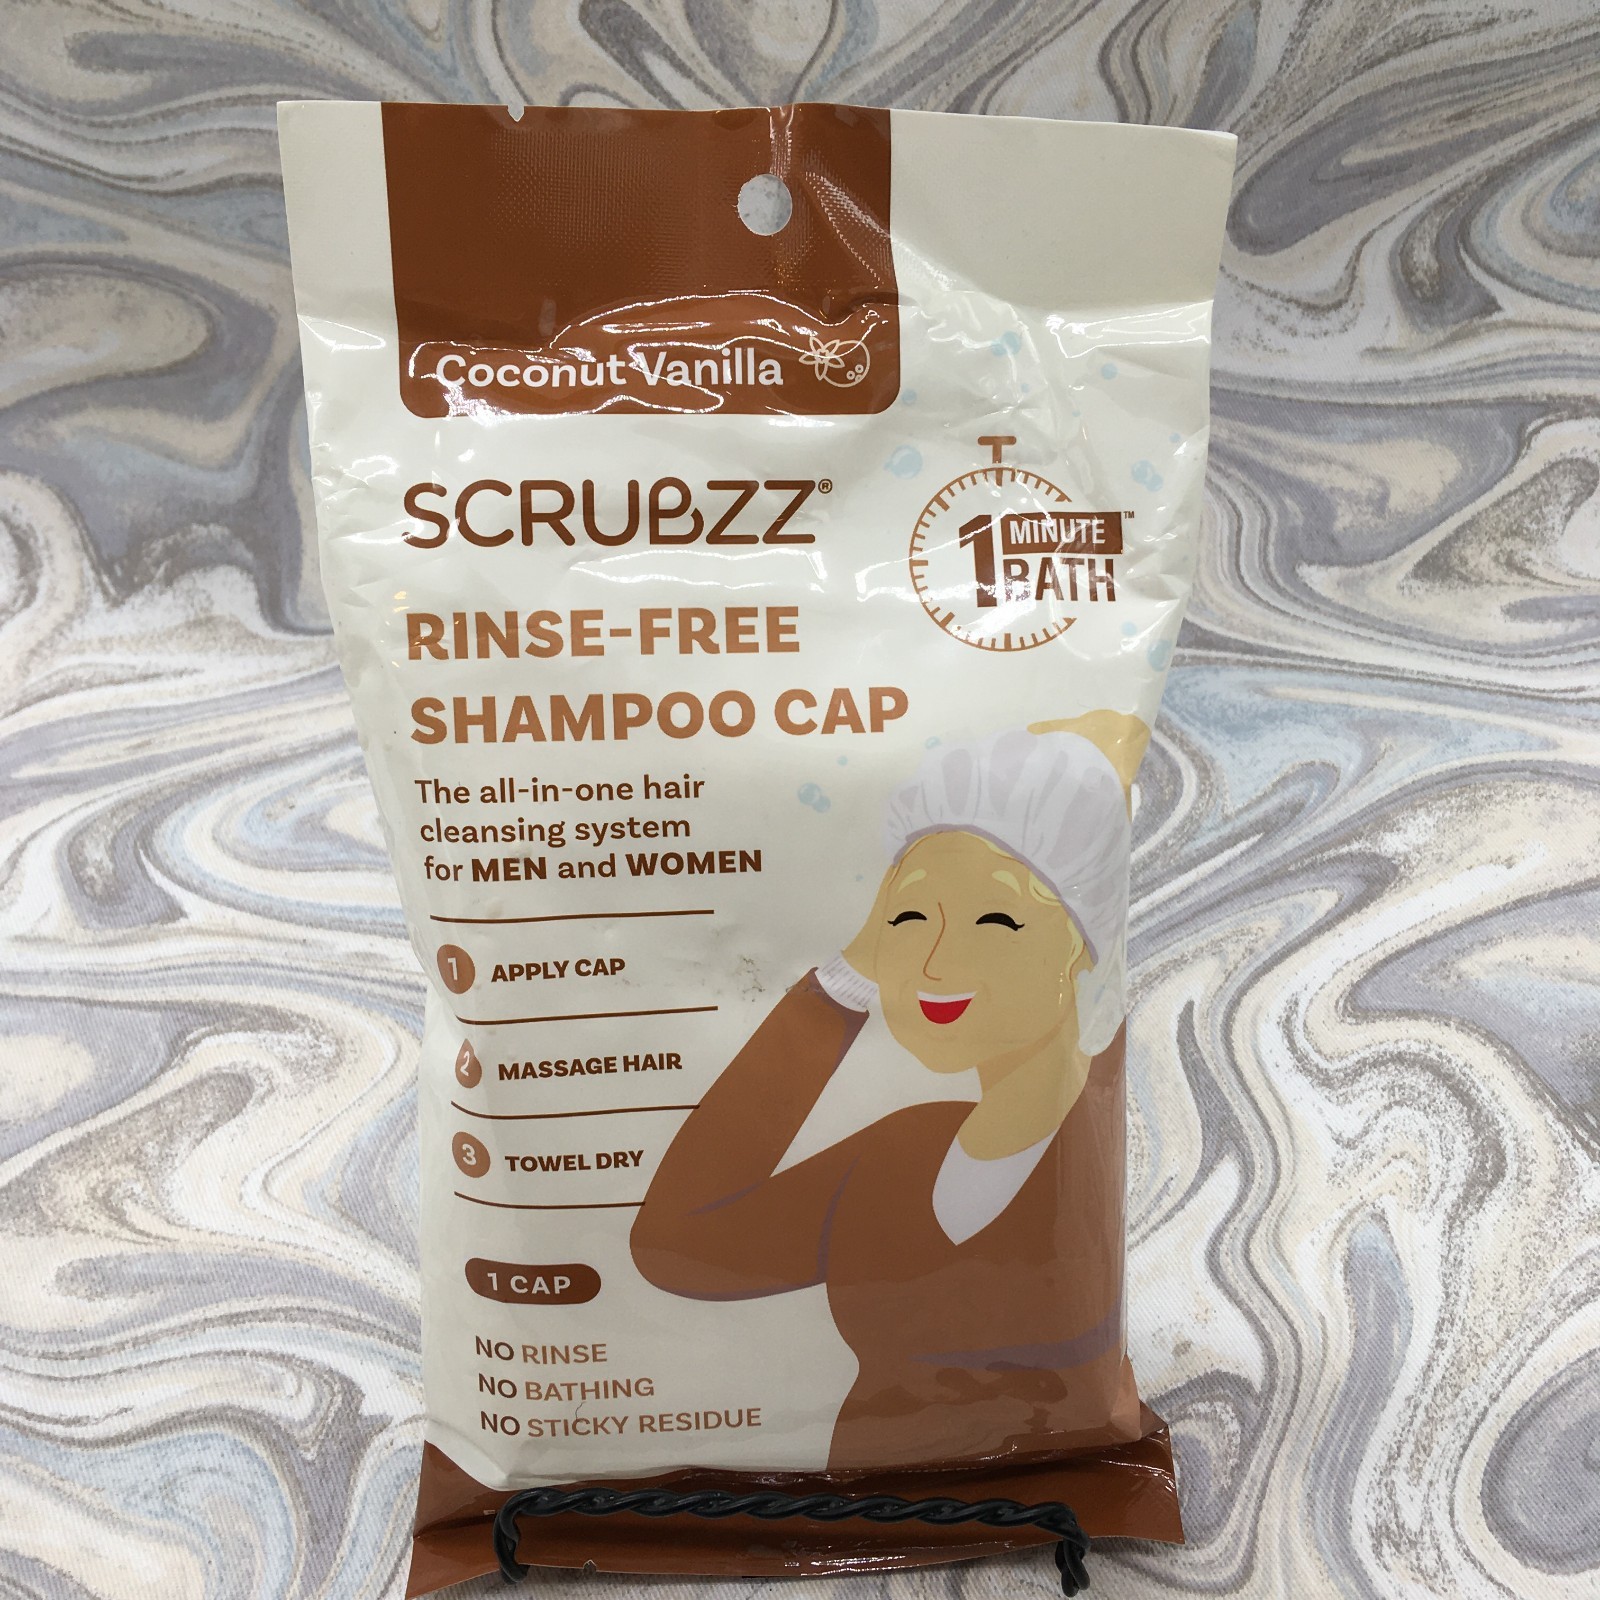 Coconut Vanilla
SCRUBZZ®
1 MINUTE BATH™
RINSE-FREE
SHAMPOO CAP
The all-in-one hair
cleansing system
for MEN and WOMEN
1 APPLY CAP
2 MASSAGE HAIR
3 TOWEL DRY
1 CAP
NO RINSE
NO BATHING
NO STICKY RESIDUE